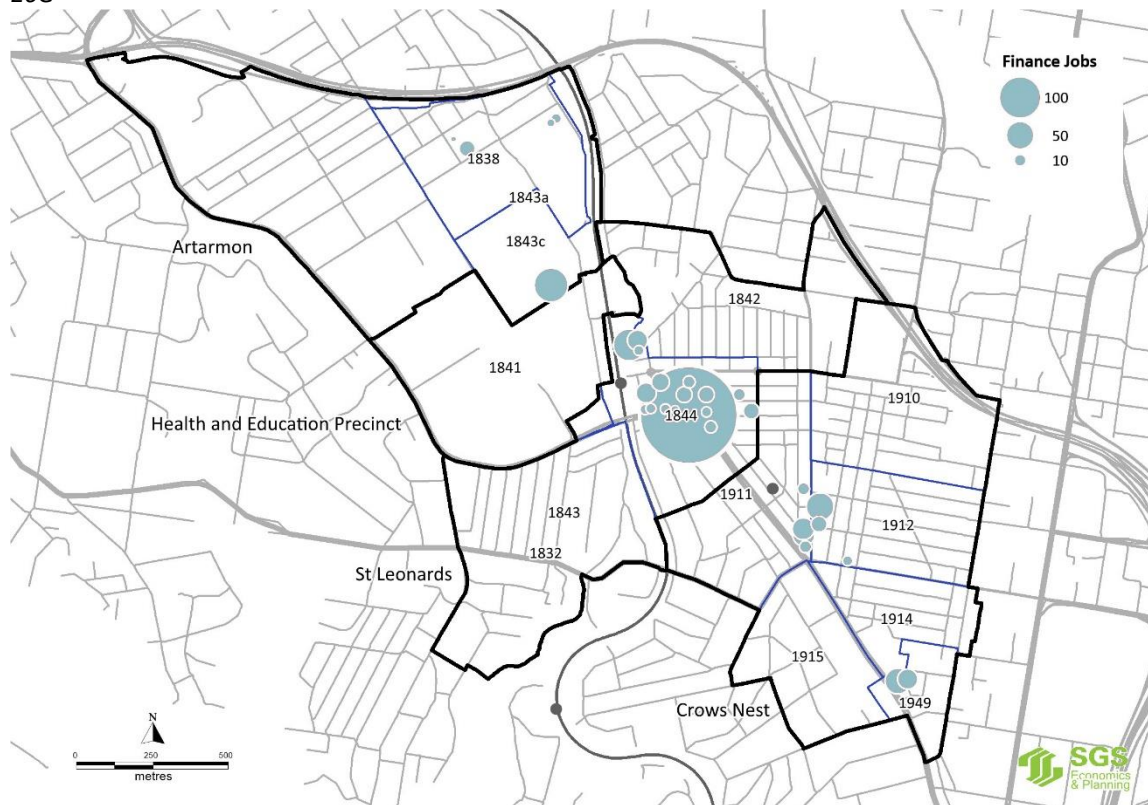 Finance Jobs
100
50
10
1838
1843a
Artarmon
1843c
1842
1841
1910
Health and Education Precinct
1844
1911
1843
1912
1832
St Leonards
1914
1915
Crows Nest
1949
N
0 250 500
metres
SGS
Economics
& Planning